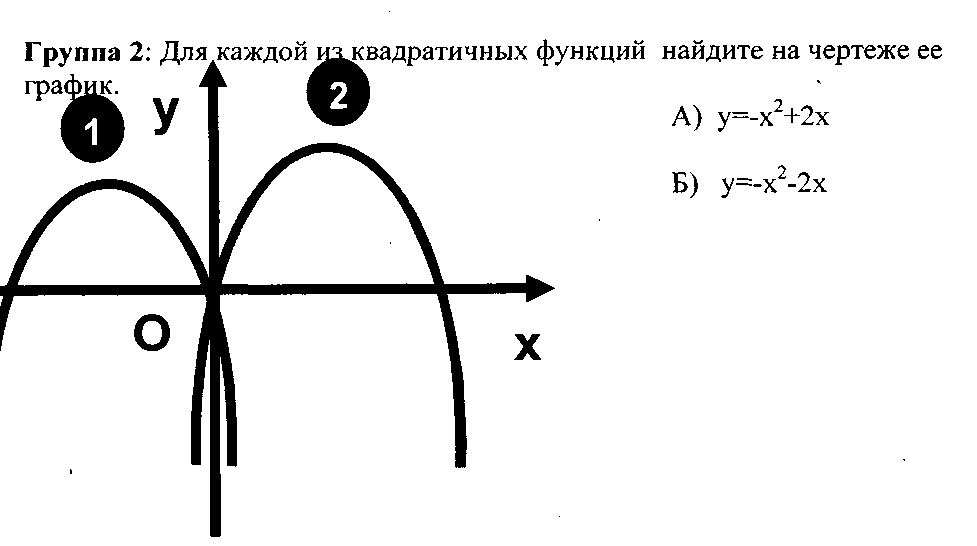 Группа 2: Для каждой из квадратичных функций найдите на чертеже ее
график.
1
y
2
А) y=-x²+2x
Б) y=-x²-2x
O
x